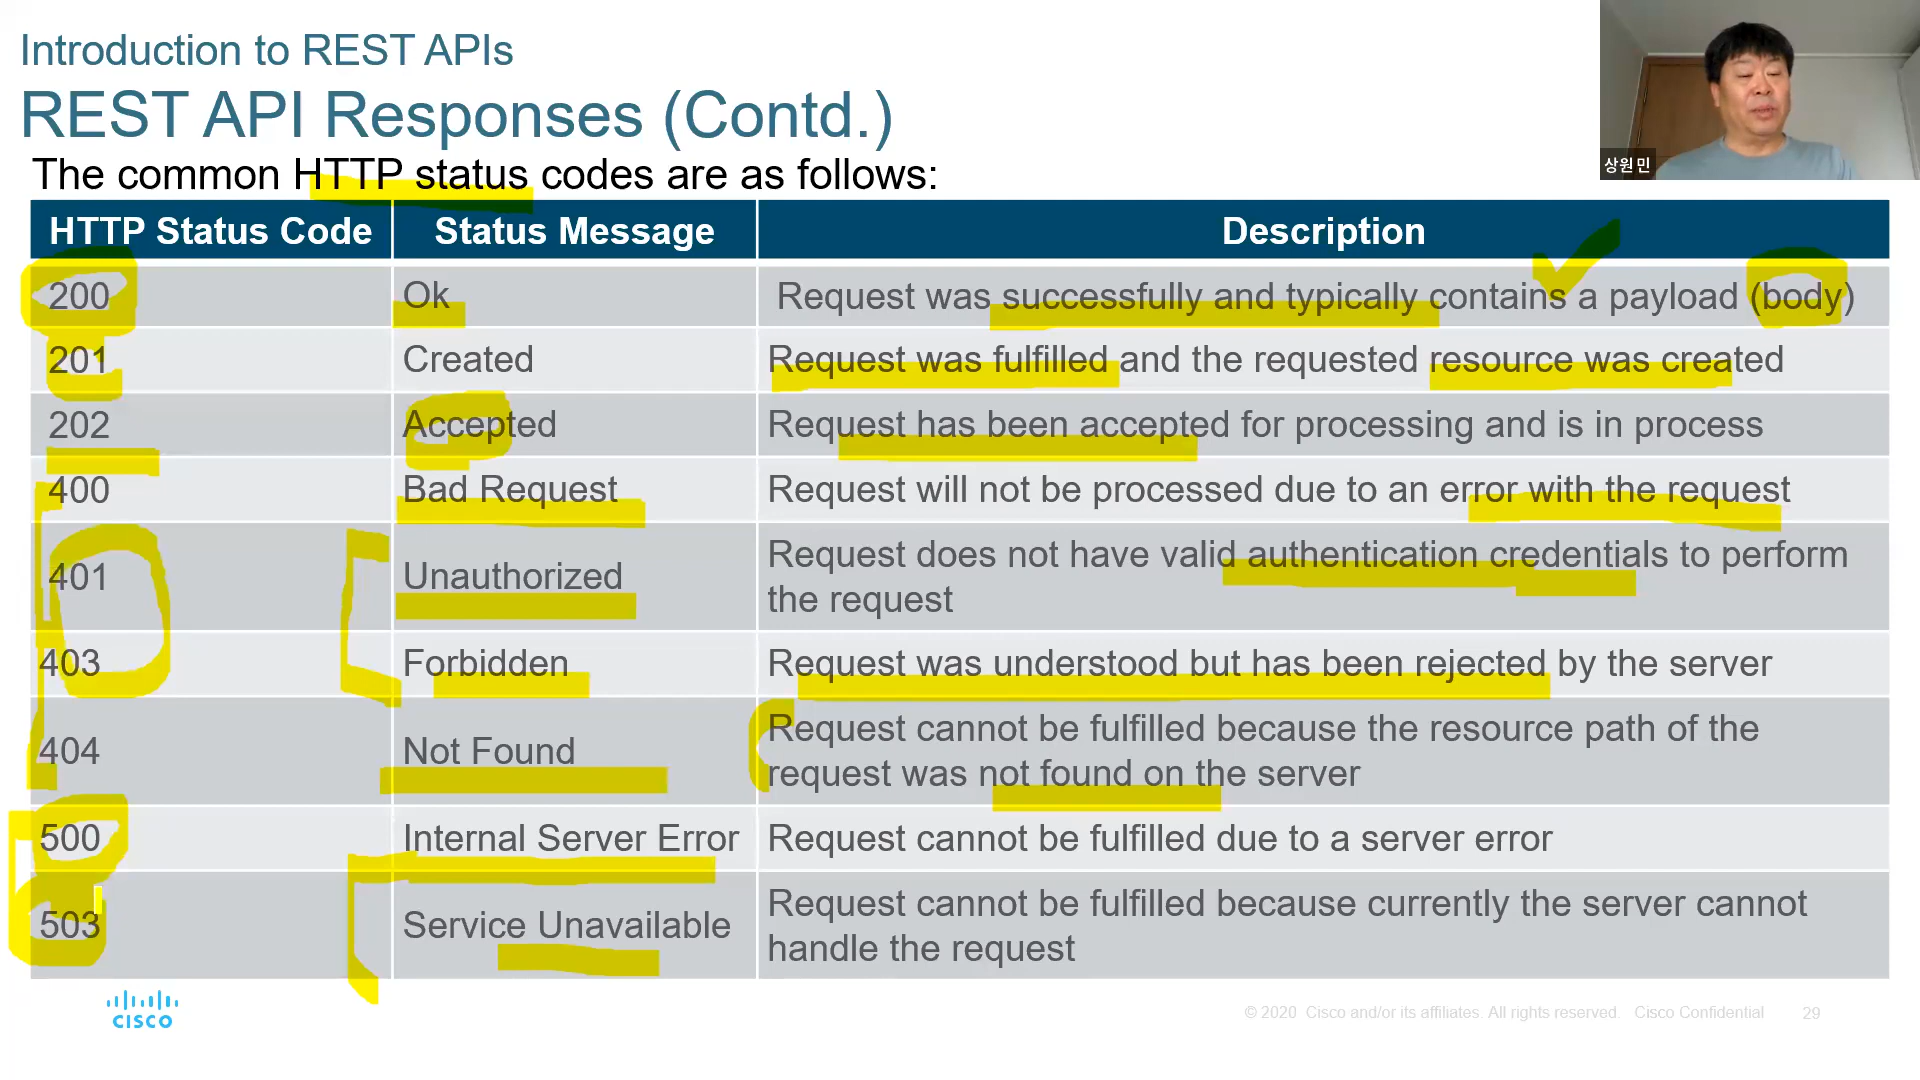 Introduction to REST APIs
REST API Responses (Contd.)
상원 민
The common HTTP status codes are as follows:
HTTP Status Code Status Message Description
200 Ok Request was successfully and typically contains a payload (body)
201 Created Request was fulfilled and the requested resource was created
202 Accepted Request has been accepted for processing and is in process
400 Bad Request Request will not be processed due to an error with the request
401 Unauthorized Request does not have valid authentication credentials to perform
the request
403 Forbidden Request was understood but has been rejected by the server
404 Not Found Request cannot be fulfilled because the resource path of the
request was not found on the server
500 Internal Server Error Request cannot be fulfilled due to a server error
503 Service Unavailable Request cannot be fulfilled because currently the server cannot
handle the request
CISCO
© 2020 Cisco and/or its affiliates. All rights reserved. Cisco Confidential 29